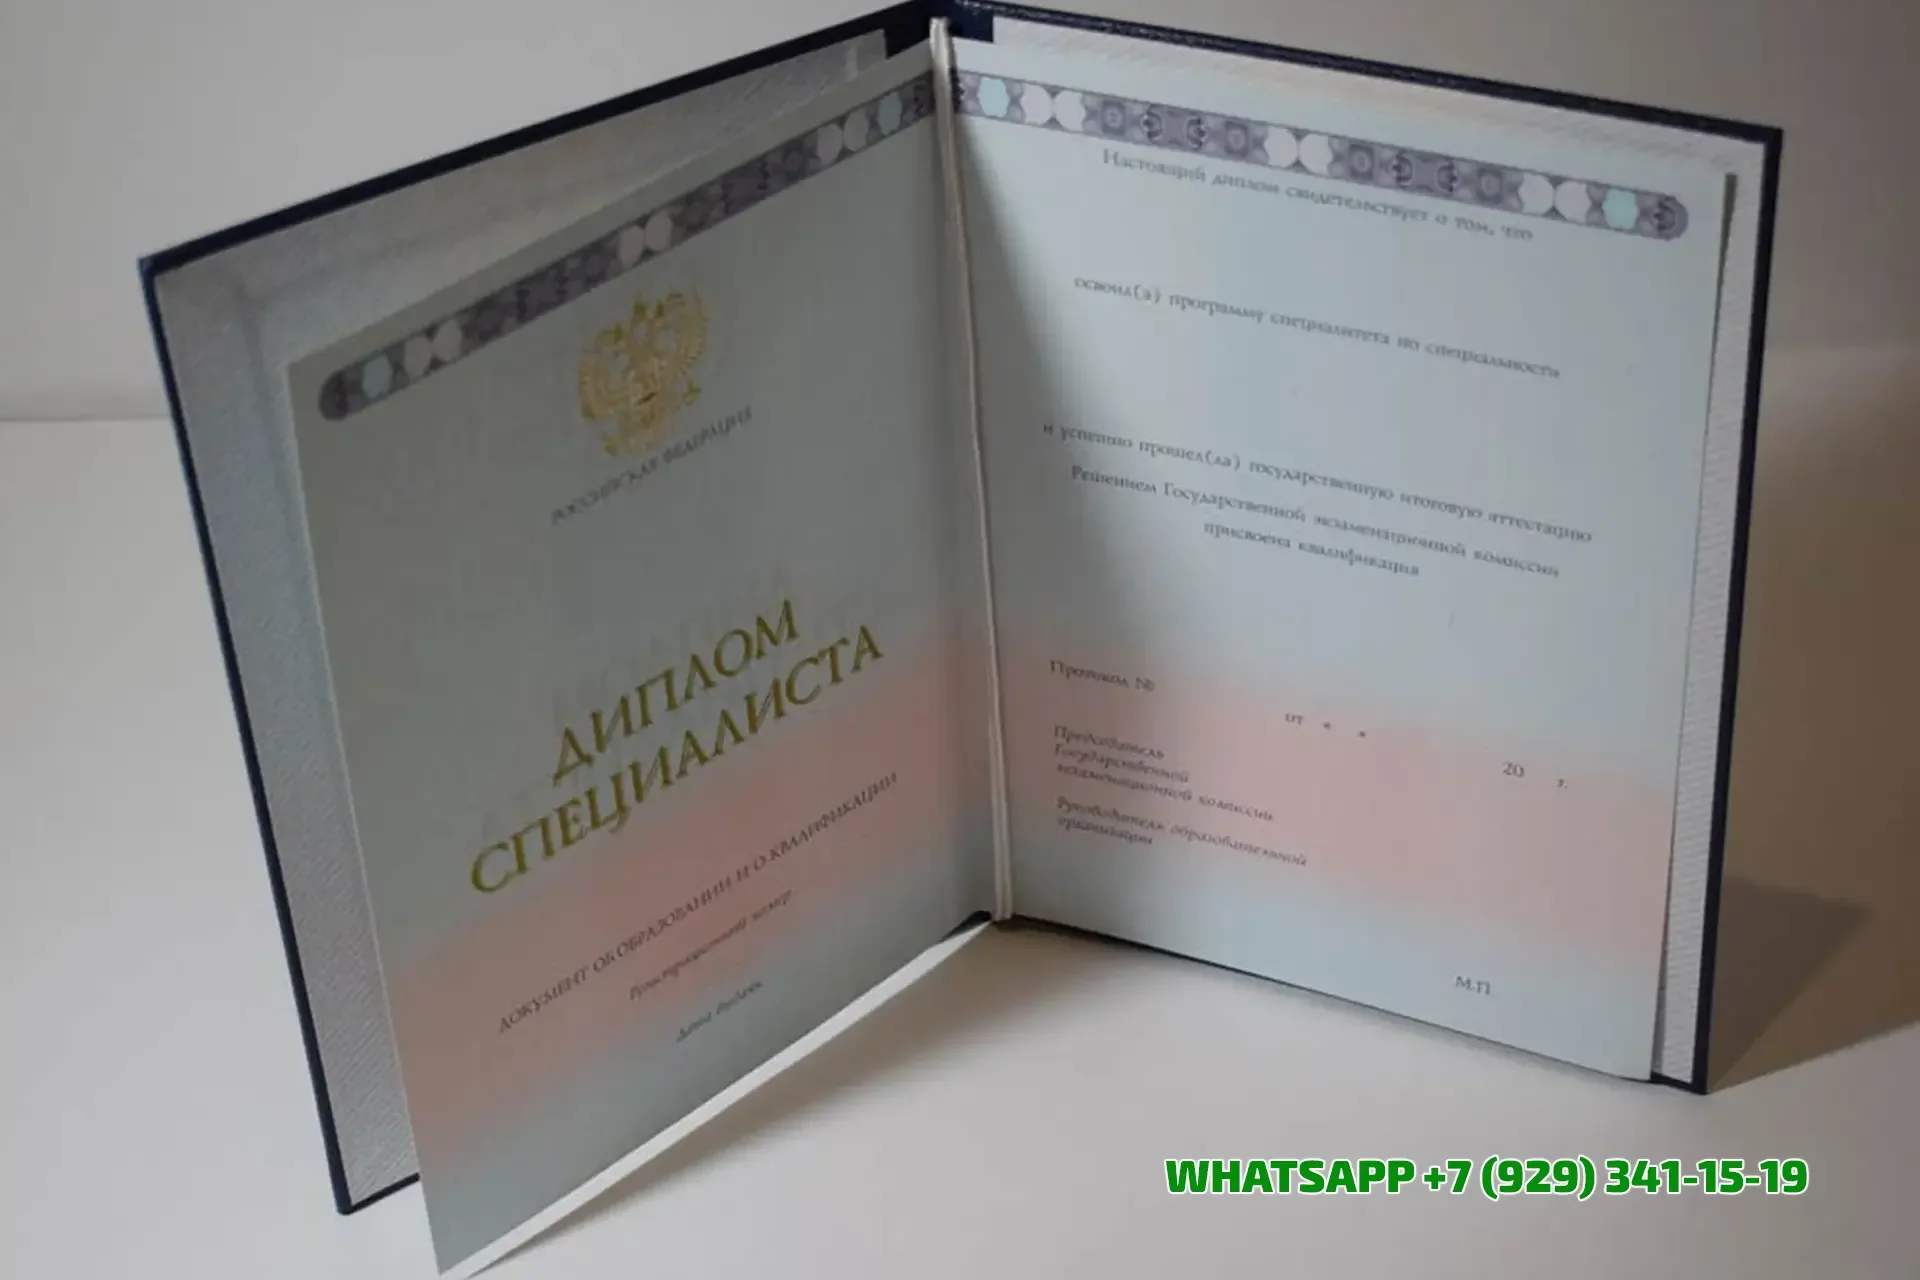 РОССИЙСКАЯ ФЕДЕРАЦИЯ
ДИПЛОМ
СПЕЦИАЛИСТА
ДОКУМЕНТ ОБ ОБРАЗОВАНИИ И О КВАЛИФИКАЦИИ
Регистрационный номер
Дата выдачи
Настоящий диплом свидетельствует о том, что
освоил(а) программу специалитета по специальности
и успешно прошел(ла) государственную итоговую аттестацию
Решением Государственной экзаменационной комиссии
присвоена квалификация
Протокол №
от « »
20 г.
Председатель
Государственной
экзаменационной комиссии
Руководитель образовательной
организации
М.П.
WHATSAPP +7 (929) 341-15-19